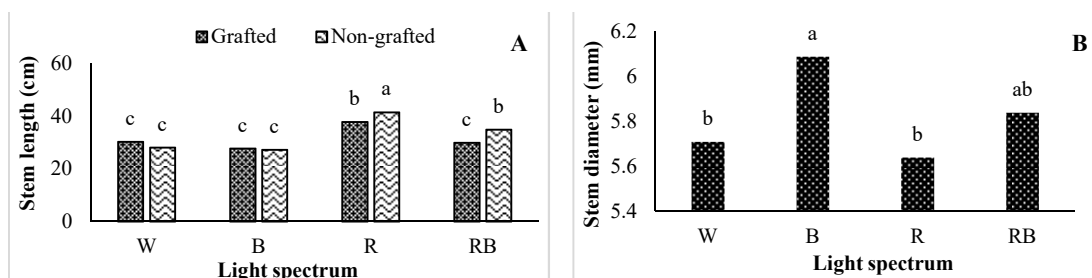 Grafted Non-grafted A
Stem length (cm)
60
40
20
0
c c c c b a c b
W B R RB
Light spectrum
B
Stem diameter (mm)
6.2
6
5.8
5.6
5.4
b a b ab
W B R RB
Light spectrum